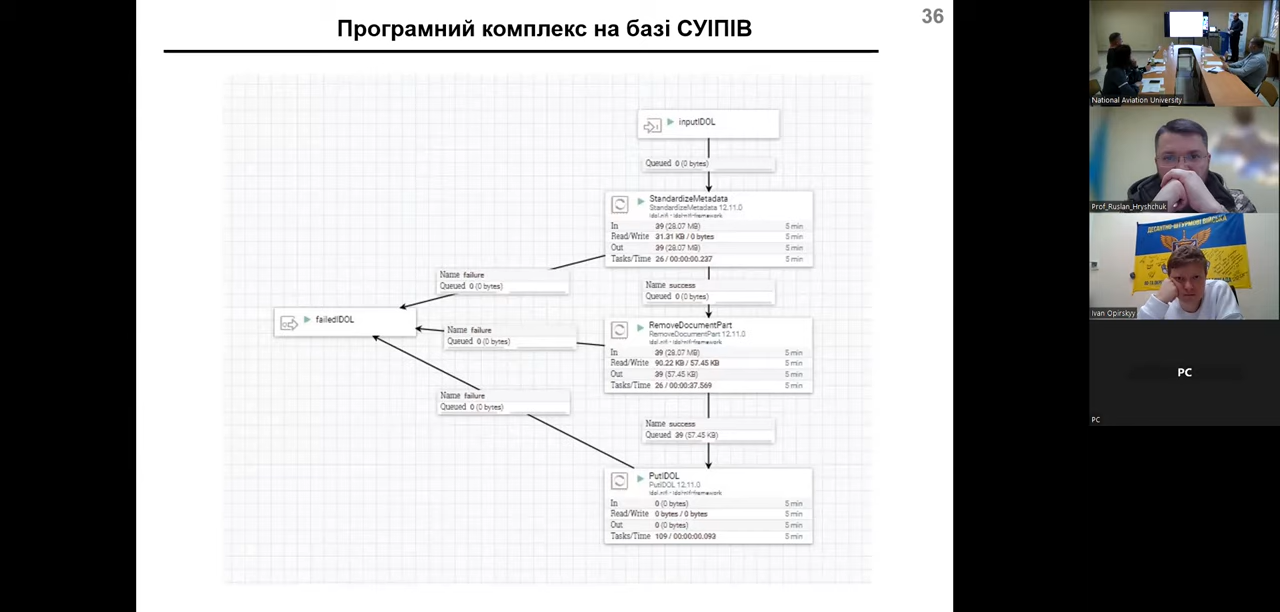 Програмний комплекс на базі СУІПІВ
36
inputIDOL
Queued 0 (0 bytes)
StandardizeMetadata
StandardizeMetadata 12.11.0
In 39 (28.07 MB) 5 min
Read/Write 31.31 KB / 0 bytes 5 min
Out 39 (28.07 MB) 5 min
Tasks/Time 26 / 00:00:00.237 5 min
Name failure
Queued 0 (0 bytes)
Name success
Queued 0 (0 bytes)
failedIDOL
Name failure
Queued 0 (0 bytes)
RemoveDocumentPart
RemoveDocumentPart 12.11.0
In 39 (28.07 MB) 5 min
Read/Write 90.22 KB / 57.45 KB 5 min
Out 39 (57.45 KB) 5 min
Tasks/Time 26 / 00:00:37.569 5 min
Name failure
Queued 0 (0 bytes)
Name success
Queued 39 (57.45 KB)
PutIDOL
PutIDOL 12.11.0
In 0 (0 bytes) 5 min
Read/Write 0 bytes / 0 bytes 5 min
Out 0 (0 bytes) 5 min
Tasks/Time 109 / 00:00:00.093 5 min
National Aviation University
Prof_Ruslan_Hryshchuk
ДЕСАНТНО-ШТУРМОВІ ВІЙСЬКА
Ivan Opirskyy
PC
PC